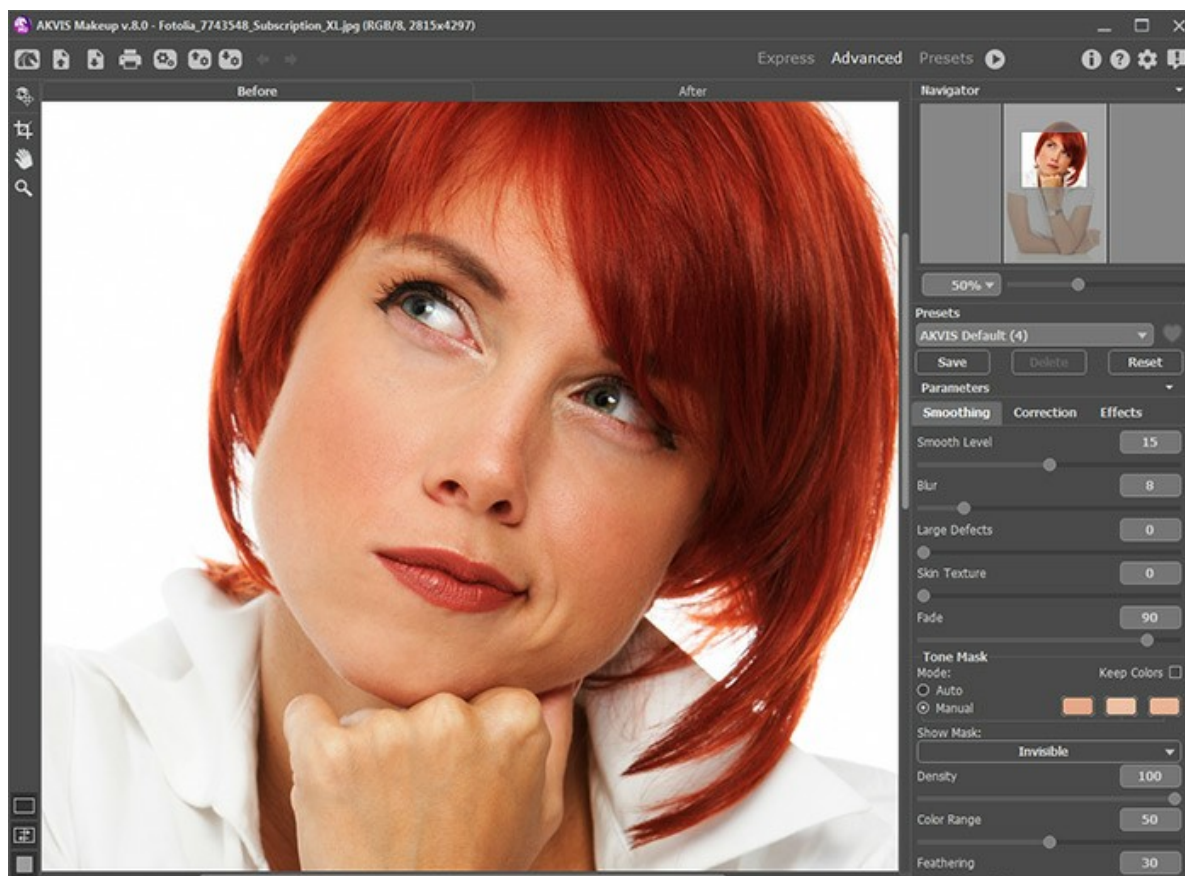 AKVIS Makeup v.8.0 - Fotolia_7743548_Subscription_XL.jpg (RGB/8, 2815x4297)
Express Advanced Presets
Before After
Navigator
50%
Presets
AKVIS Default (4)
Save Delete Reset
Parameters
Smoothing Correction Effects
Smooth Level 15
Blur 8
Large Defects 0
Skin Texture 0
Fade 90
Tone Mask
Mode: Keep Colors
Auto
Manual
Show Mask:
Invisible
Density 100
Color Range 50
Feathering 30